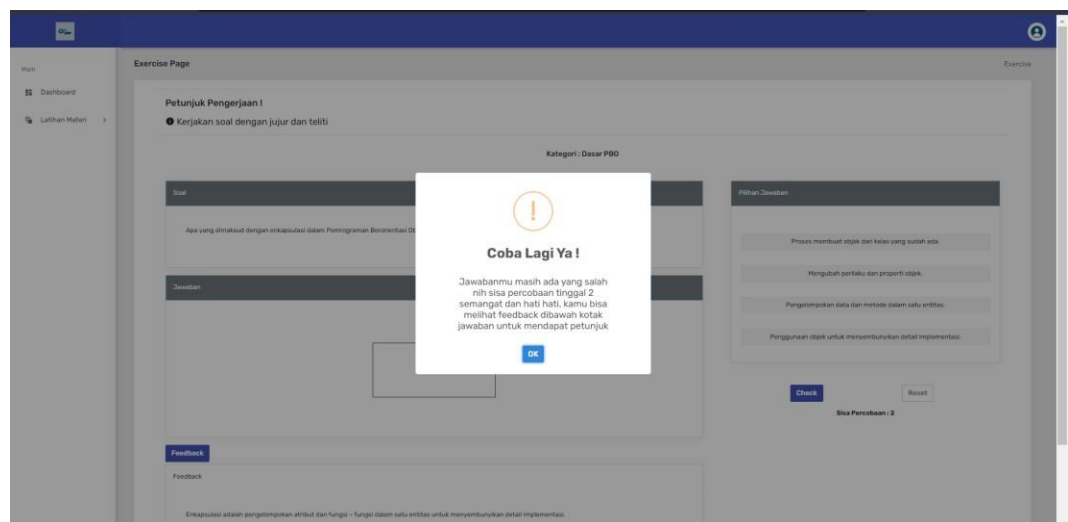 Main
Exercise Page
Exercise
Dashboard
Latihan Materi
Petunjuk Pengerjaan !
Kerjakan soal dengan jujur dan teliti
Kategori : Dasar PBO
Soal
Apa yang dimaksud dengan enkapsulasi dalam Pemrograman Berorientasi
Jawaban
Coba Lagi Ya !
Jawabanmu masih ada yang salah
nih sisa percobaan tinggal 2
semangat dan hati hati, kamu bisa
melihat feedback dibawah kotak
jawaban untuk mendapat petunjuk
OK
Pilihan Jawaban
Proses membuat objek dari kelas yang sudah ada.
Mengubah perilaku dan properti objek.
Pengelompokan data dan metode dalam satu entitas.
Penggunaan objek untuk menyembunyikan detail implementasi.
Check
Reset
Sisa Percobaan : 2
Feedback
Feedback
Enkapsulasi adalah pengelompokan atribut dan fungsi - fungsi dalam satu entitas untuk menyembunyikan detail implementasi.